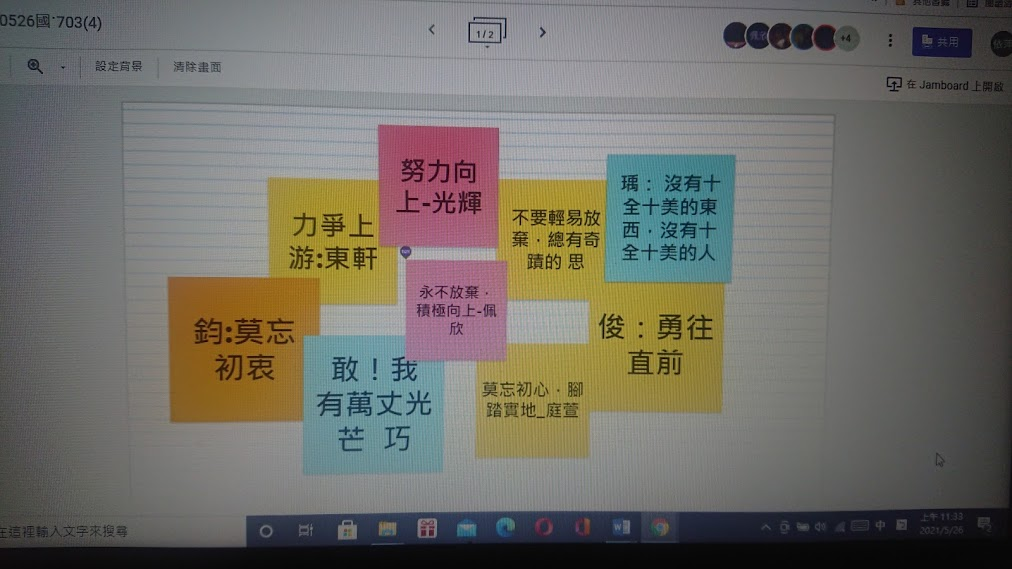 0526國 703(4)
1/2
+4
共用
設定背景
清除畫面
在 Jamboard 上開啟
努力向
上-光輝
力爭上
游:東軒
不要輕易放
棄，總有奇
蹟的 思
瑀： 沒有十
全十美的東
西，沒有十
全十美的人
永不放棄，
積極向上-佩
欣
鈞:莫忘
初衷
敢！我
有萬丈光
芒 巧
莫忘初心，腳
踏實地_庭萱
俊：勇往
直前
在這裡輸入文字來搜尋
中
上午 11:33
2021/5/26